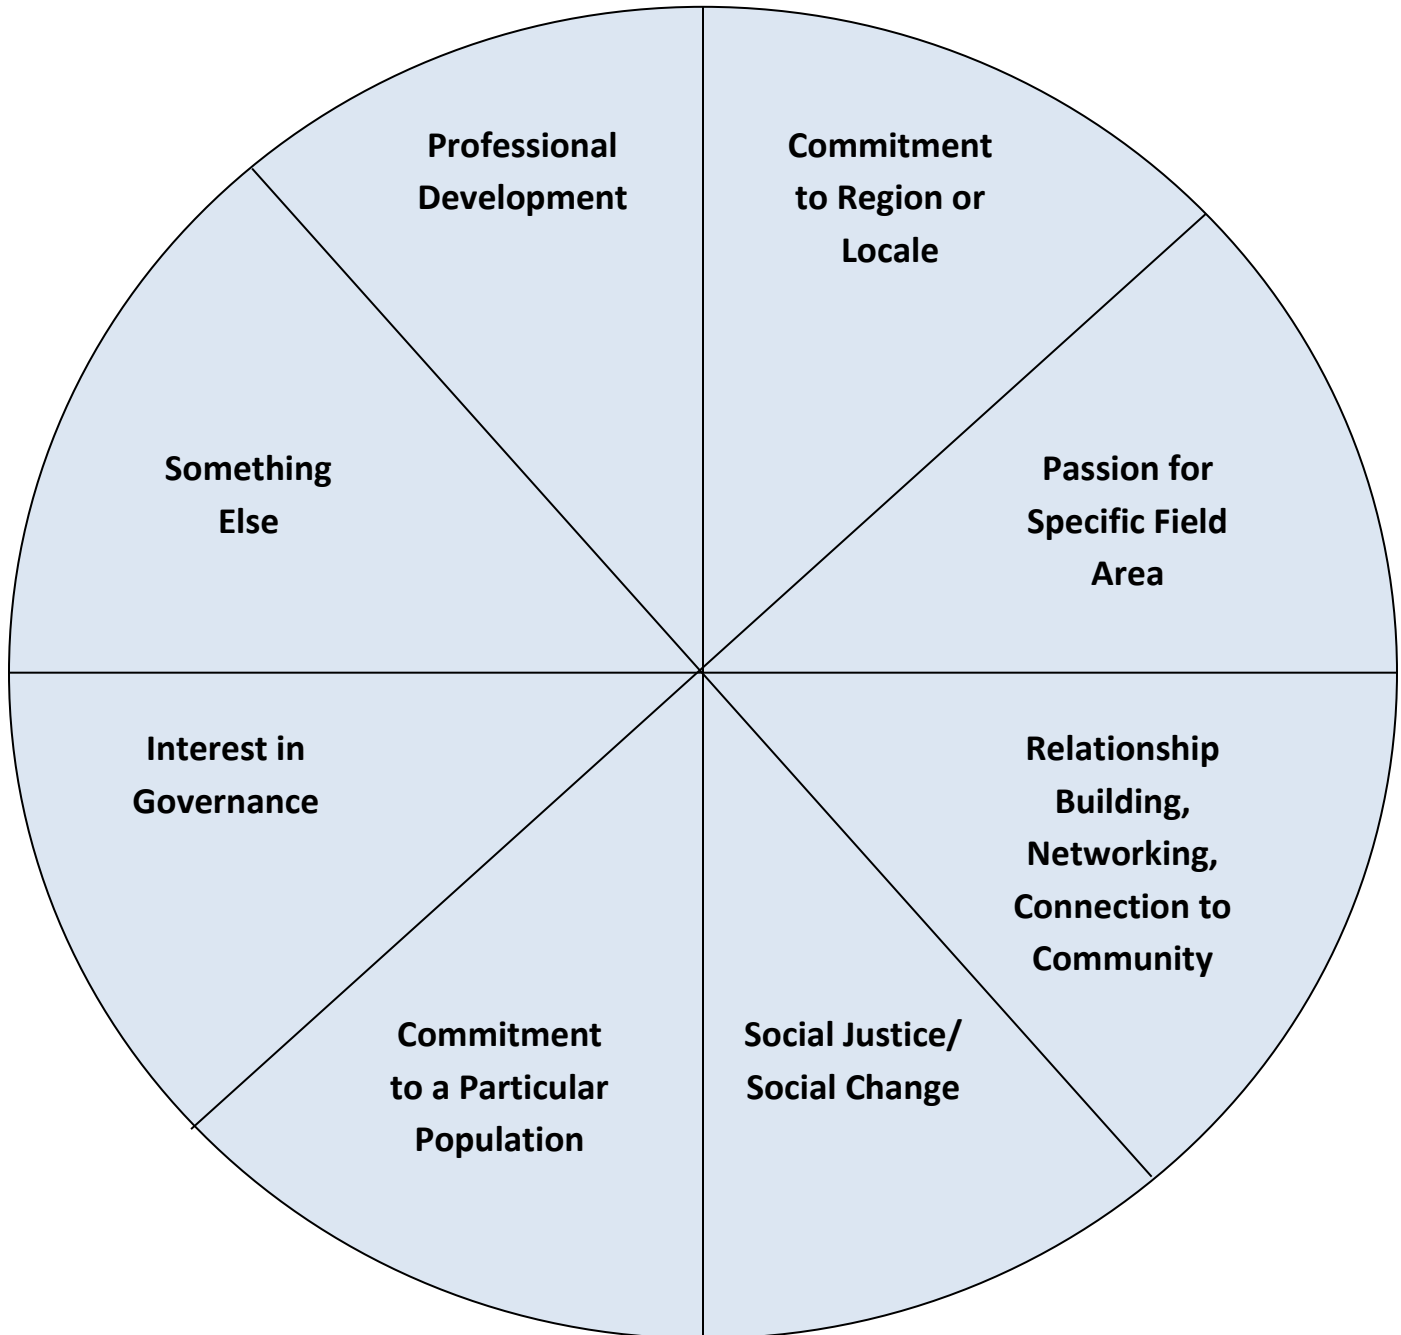 Professional
Development
Commitment
to Region or
Locale
Something
Else
Passion for
Specific Field
Area
Interest in
Governance
Relationship
Building,
Networking,
Connection to
Community
Commitment
to a Particular
Population
Social Justice/
Social Change